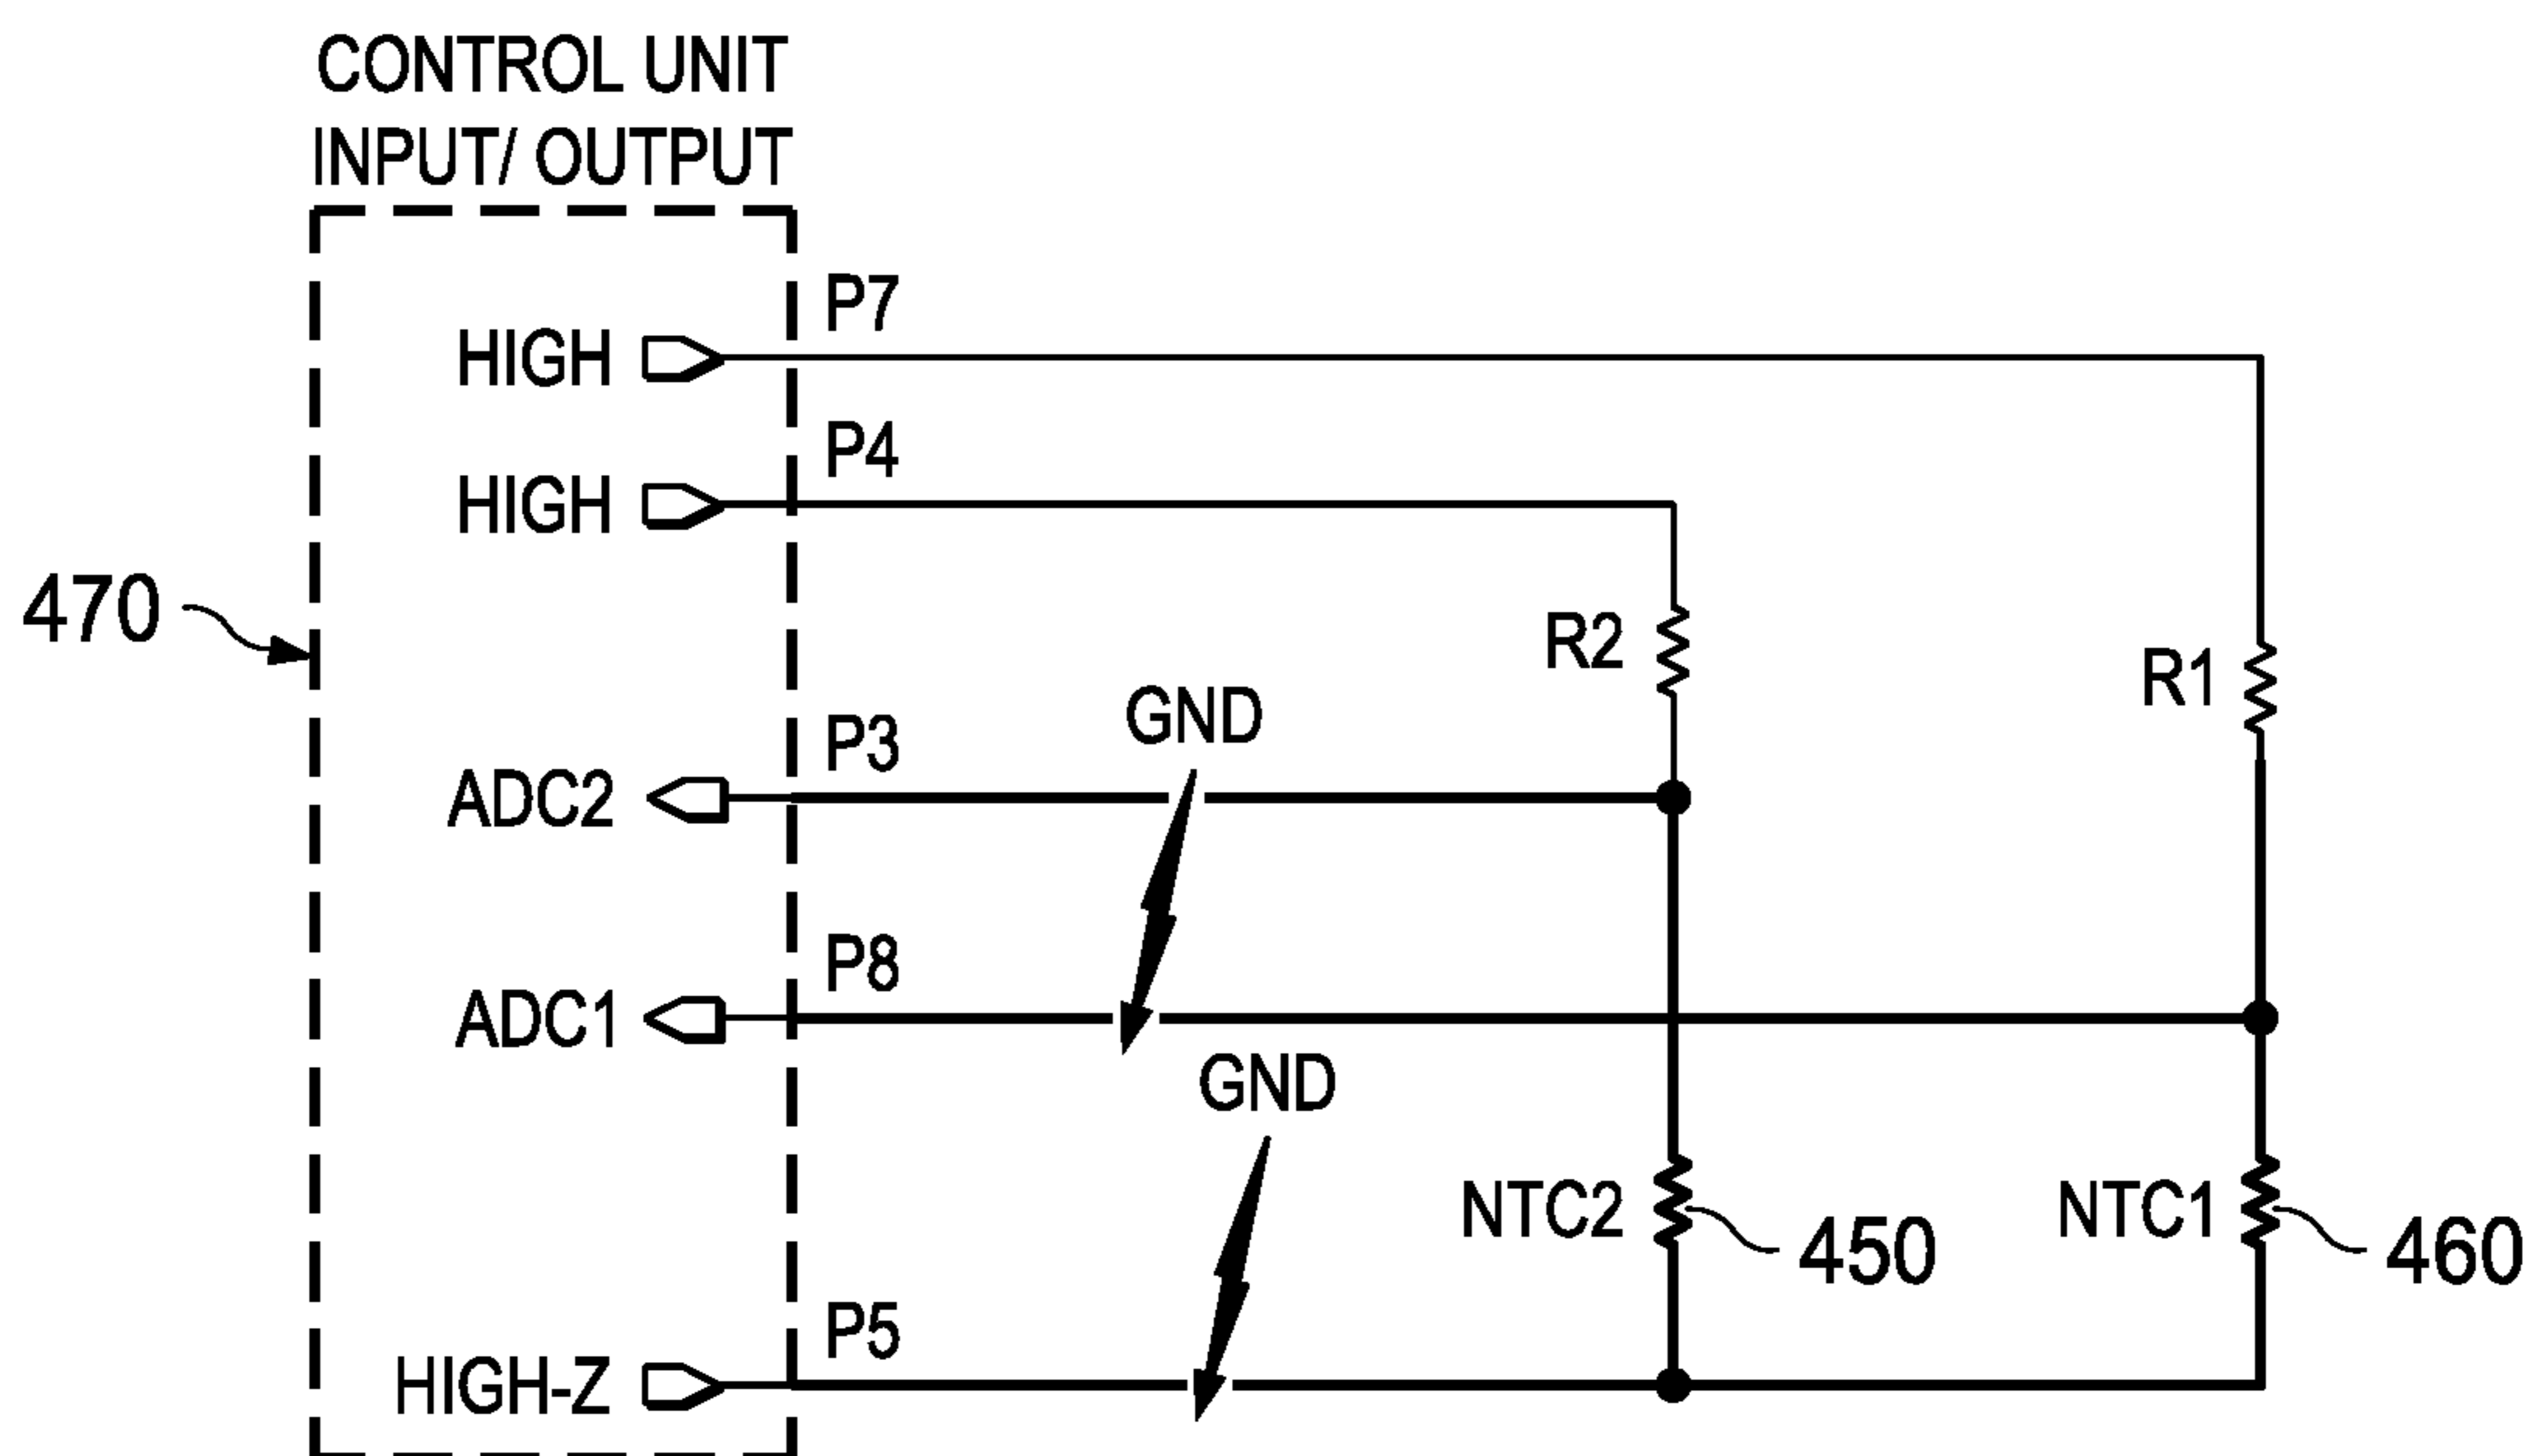 CONTROL UNIT
INPUT/ OUTPUT
P7
HIGH
P4
HIGH
470
R2
R1
GND
P3
ADC2
P8
ADC1
GND
NTC2
450
NTC1
460
P5
HIGH-Z